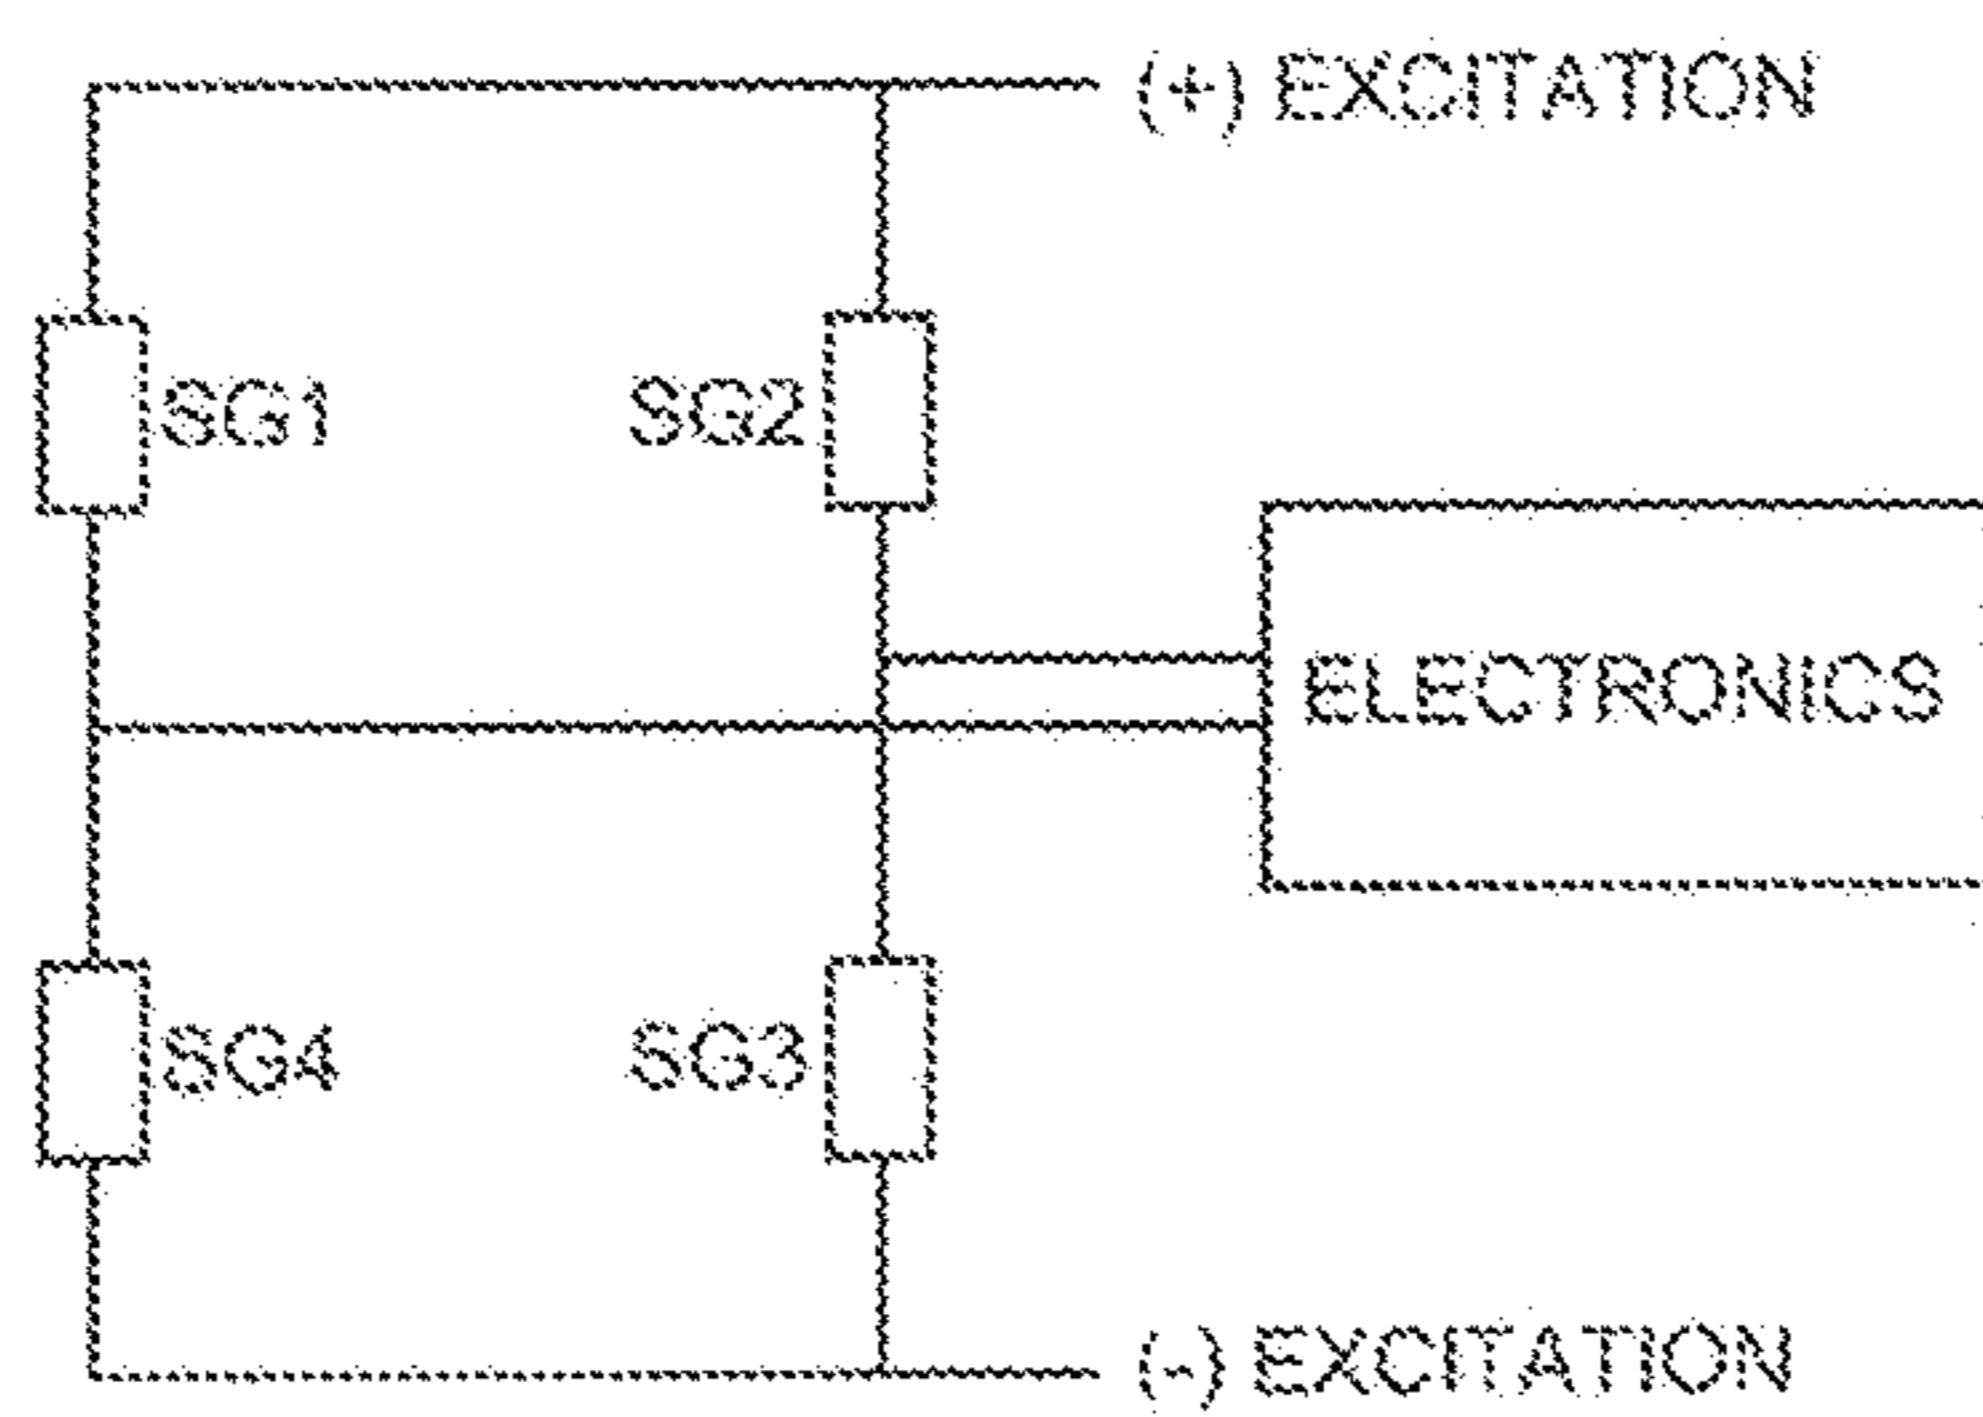 (+) EXCITATION
SG1
SG2
ELECTRONICS
SG4
SG3
(-) EXCITATION